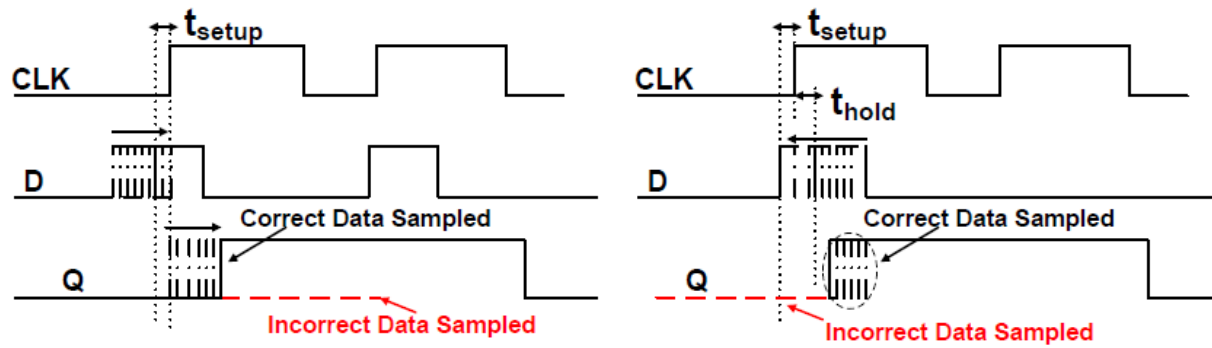 tsetup
CLK
D
Correct Data Sampled
Q
Incorrect Data Sampled
tsetup
CLK
thold
D
Correct Data Sampled
Q
Incorrect Data Sampled